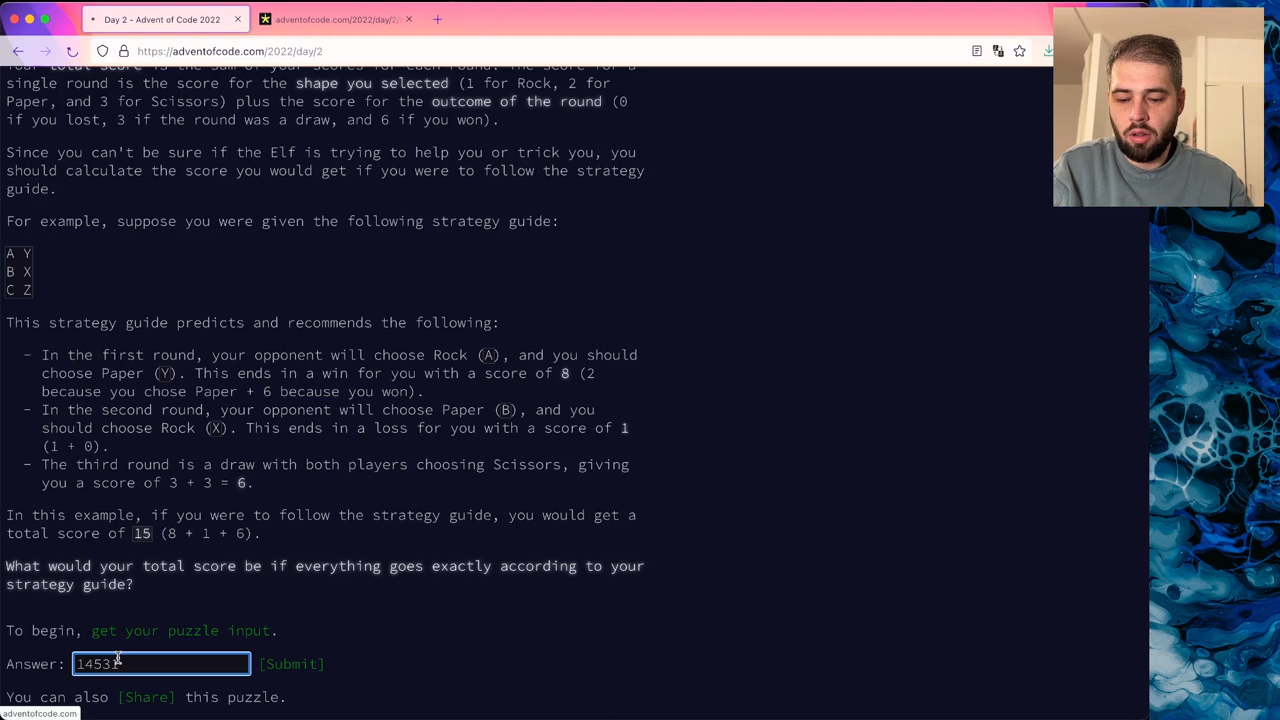 Day 2 - Advent of Code 2022
adventofcode.com/2022/day/2/
https://adventofcode.com/2022/day/2
single round is the score for the shape you selected (1 for Rock, 2 for
Paper, and 3 for Scissors) plus the score for the outcome of the round (0
if you lost, 3 if the round was a draw, and 6 if you won).
Since you can't be sure if the Elf is trying to help you or trick you, you
should calculate the score you would get if you were to follow the strategy
guide.
For example, suppose you were given the following strategy guide:
A Y
B X
C Z
This strategy guide predicts and recommends the following:
- In the first round, your opponent will choose Rock (A), and you should
choose Paper (Y). This ends in a win for you with a score of 8 (2
because you chose Paper + 6 because you won).
- In the second round, your opponent will choose Paper (B), and you
should choose Rock (X). This ends in a loss for you with a score of 1
(1 + 0).
- The third round is a draw with both players choosing Scissors, giving
you a score of 3 + 3 = 6.
In this example, if you were to follow the strategy guide, you would get a
total score of 15 (8 + 1 + 6).
What would your total score be if everything goes exactly according to your
strategy guide?
To begin, get your puzzle input.
Answer: 14531 [Submit]
You can also [Share] this puzzle.
adventofcode.com